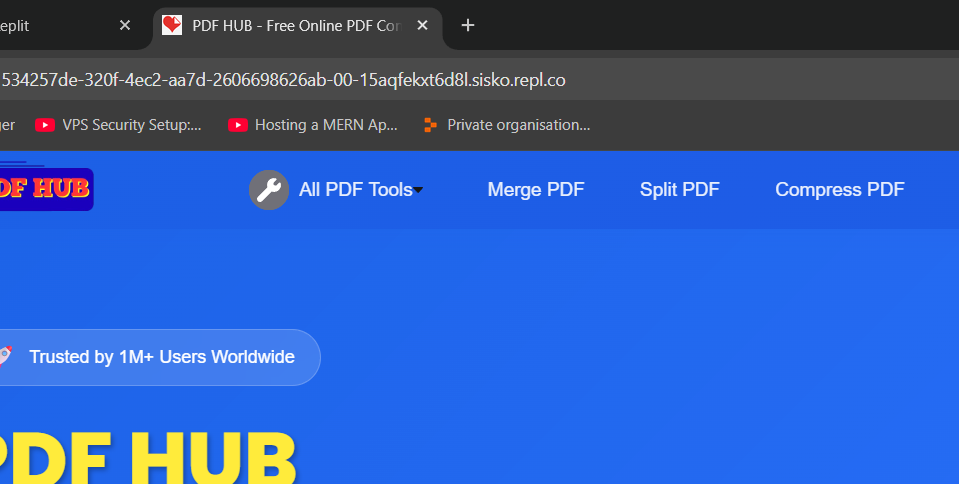 eplit
PDF HUB - Free Online PDF Con
534257de-320f-4ec2-aa7d-2606698626ab-00-15aqfekxt6d8l.sisko.repl.co
ger VPS Security Setup:... Hosting a MERN Ap... Private organisation...
PDF HUB All PDF Tools Merge PDF Split PDF Compress PDF
Trusted by 1M+ Users Worldwide
PDF HUB